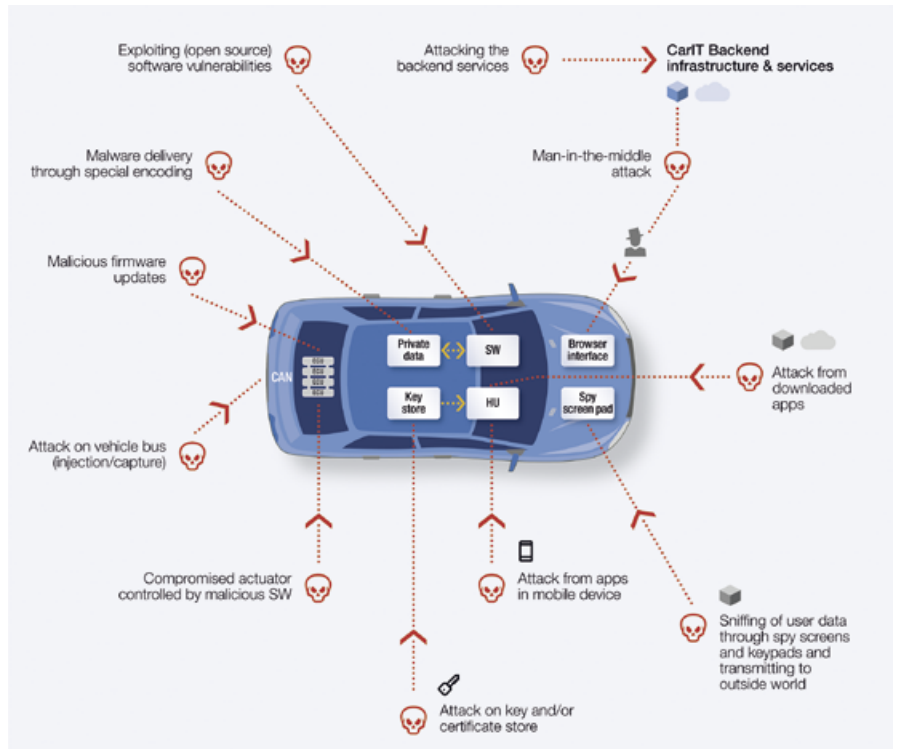 Exploiting (open source)
software vulnerabilities
Attacking the
backend services
CarIT Backend
infrastructure & services
Malware delivery
through special encoding
Man-in-the-middle
attack
Malicious firmware
updates
Private
data
SW
Browser
interface
CAN
ECU
ECU
ECU
ECU
Key
store
HU
Spy
screen pad
Attack from
downloaded
apps
Attack on vehicle bus
(injection/capture)
Compromised actuator
controlled by malicious SW
Attack from apps
in mobile device
Sniffing of user data
through spy screens
and keypads and
transmitting to
outside world
Attack on key and/or
certificate store